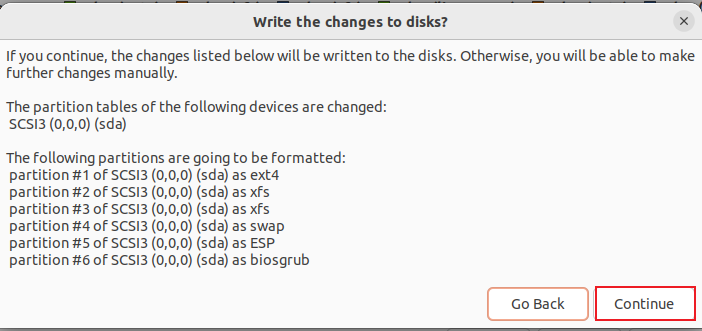 Write the changes to disks?
If you continue, the changes listed below will be written to the disks. Otherwise, you will be able to make
further changes manually.
The partition tables of the following devices are changed:
SCSI3 (0,0,0) (sda)
The following partitions are going to be formatted:
partition #1 of SCSI3 (0,0,0) (sda) as ext4
partition #2 of SCSI3 (0,0,0) (sda) as xfs
partition #3 of SCSI3 (0,0,0) (sda) as xfs
partition #4 of SCSI3 (0,0,0) (sda) as swap
partition #5 of SCSI3 (0,0,0) (sda) as ESP
partition #6 of SCSI3 (0,0,0) (sda) as biosgrub
Go Back
Continue